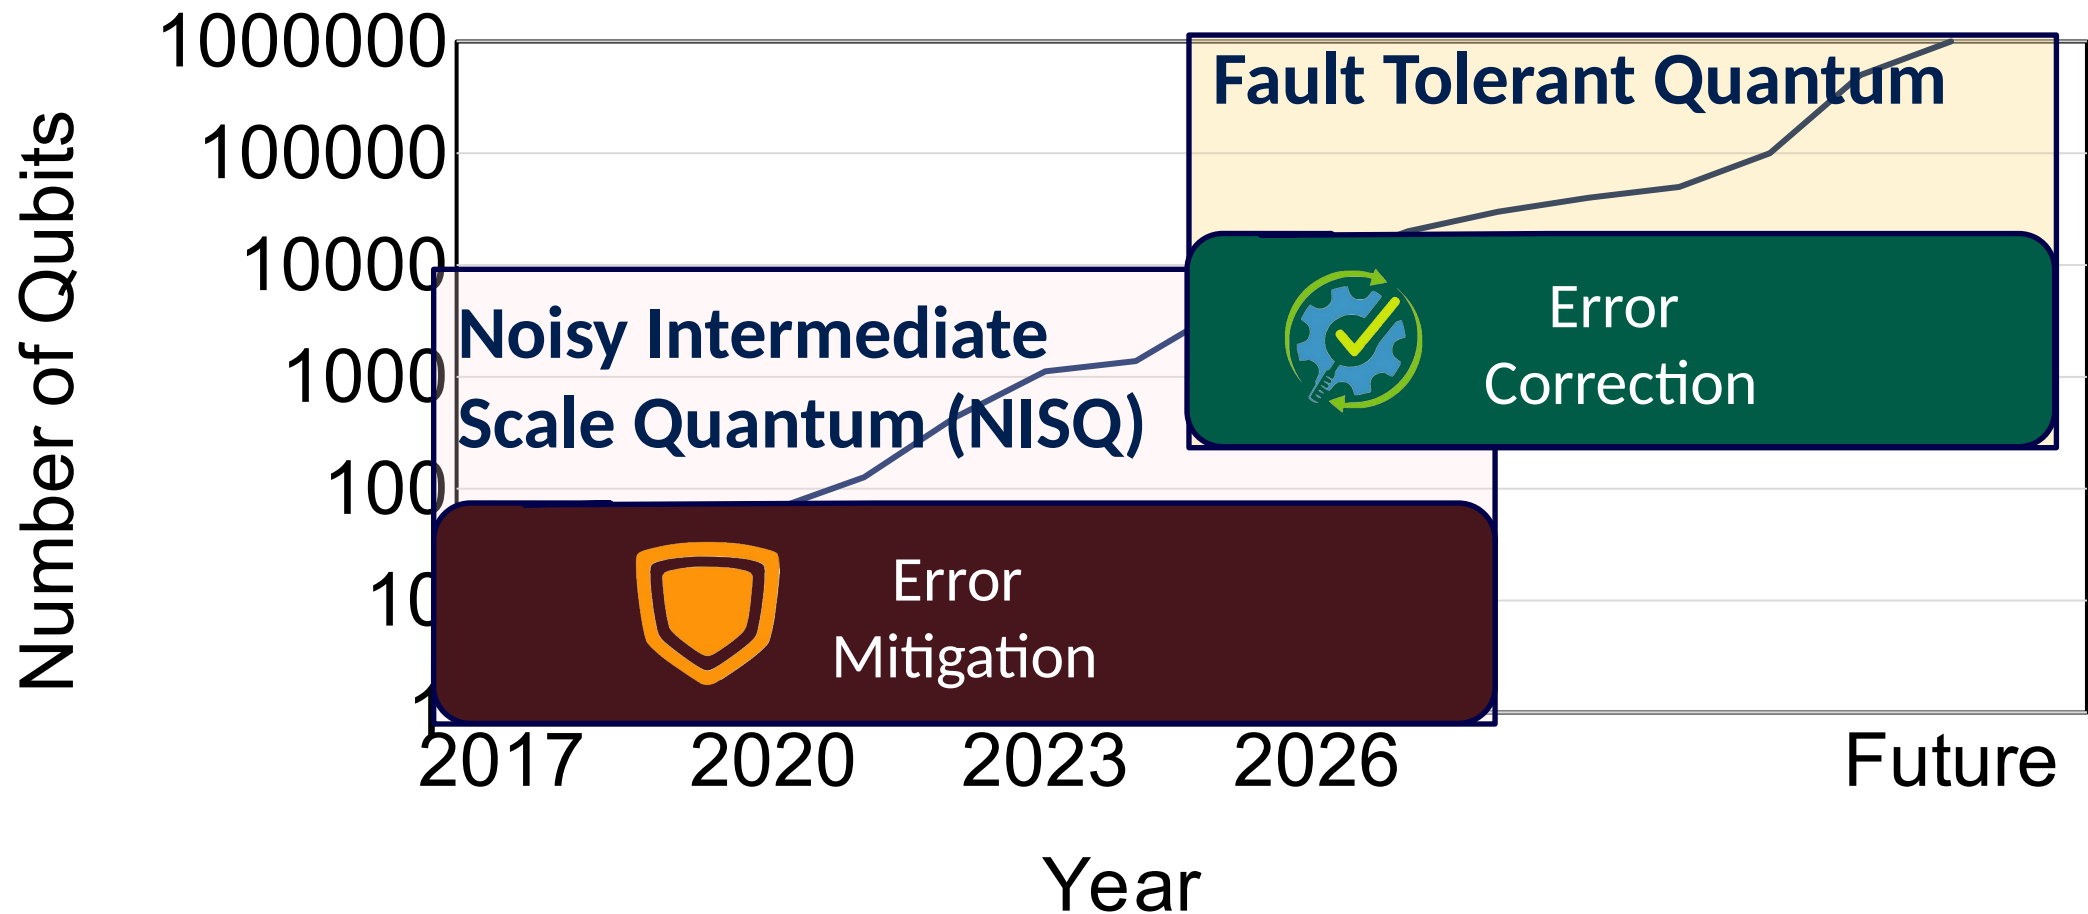 1000000
100000
10000
1000
100
10
1
Number of Qubits
Fault Tolerant Quantum
Error
Correction
Noisy Intermediate
Scale Quantum (NISQ)
Error
Mitigation
2017
2020
2023
2026
Future
Year